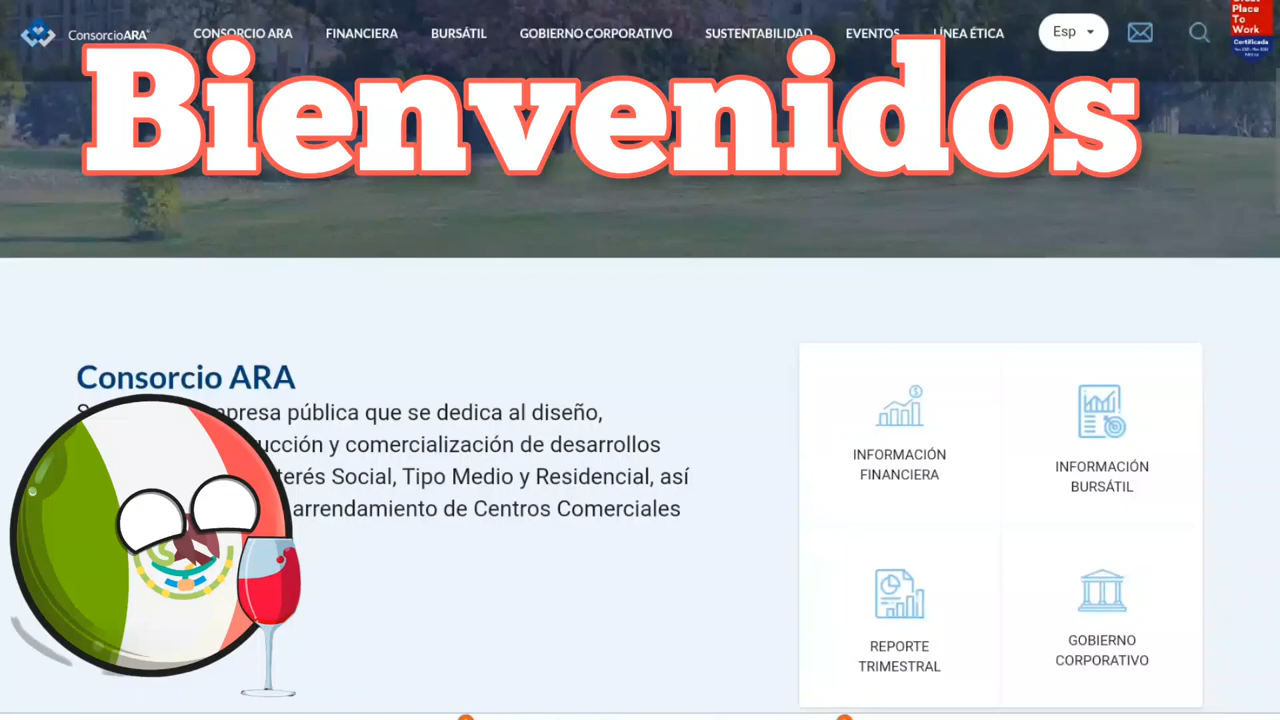 ConsorcioARA
CONSORCIO ARA
FINANCIERA
BURSÁTIL
GOBIERNO CORPORATIVO
SUSTENTABILIDAD
EVENTOS
LÍNEA ÉTICA
Esp
Place
To
Work
Certificada
Bienvenidos
Consorcio ARA
presa pública que se dedica al diseño,
ucción y comercialización de desarrollos
terés Social, Tipo Medio y Residencial, así
arrendamiento de Centros Comerciales
INFORMACIÓN
FINANCIERA
INFORMACIÓN
BURSÁTIL
REPORTE
TRIMESTRAL
GOBIERNO
CORPORATIVO